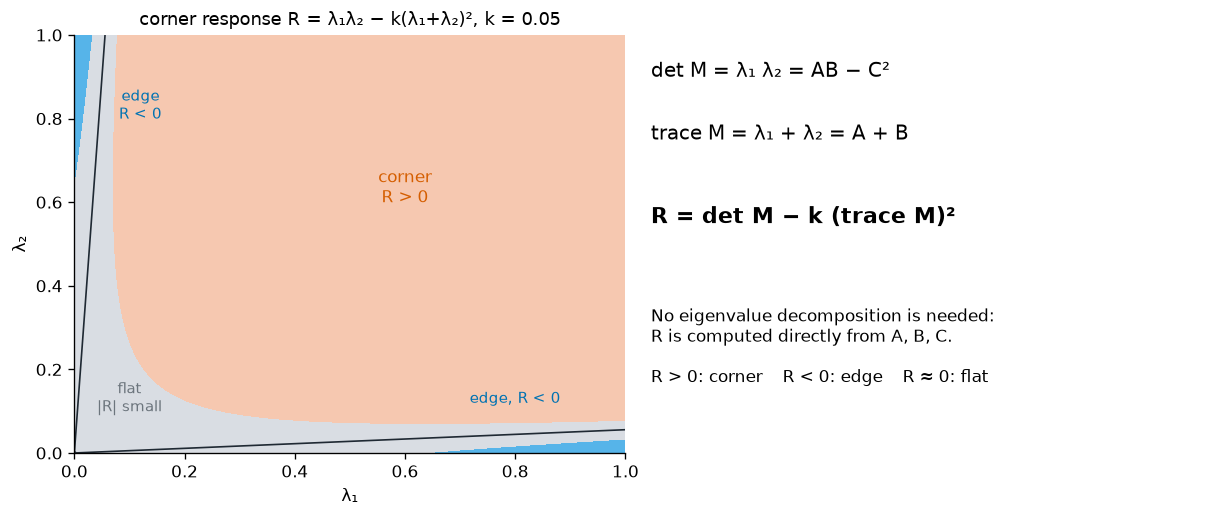 corner response R = λ₁λ₂ − k(λ₁+λ₂)², k = 0.05
1.0
0.8
0.6
0.4
0.2
0.0
λ₂
edge
R < 0
corner
R > 0
flat
|R| small
edge, R < 0
0.0
0.2
0.4
0.6
0.8
1.0
λ₁
det M = λ₁ λ₂ = AB − C²
trace M = λ₁ + λ₂ = A + B
R = det M − k (trace M)²
No eigenvalue decomposition is needed:
R is computed directly from A, B, C.
R > 0: corner    R < 0: edge    R ≈ 0: flat